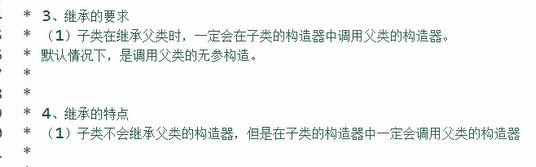 * 3、继承的要求
* （1）子类在继承父类时，一定会在子类的构造器中调用父类的构造器。
* 默认情况下，是调用父类的无参构造。
*
*
* 4、继承的特点
* （1）子类不会继承父类的构造器，但是在子类的构造器中一定会调用父类的构造器
*